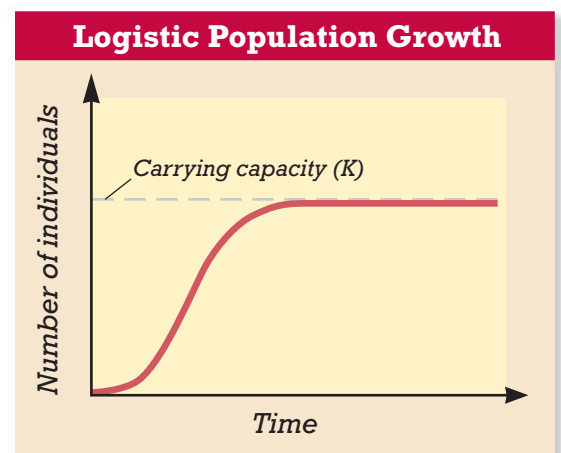 Logistic Population Growth
Number of individuals
Carrying capacity (K)
Time